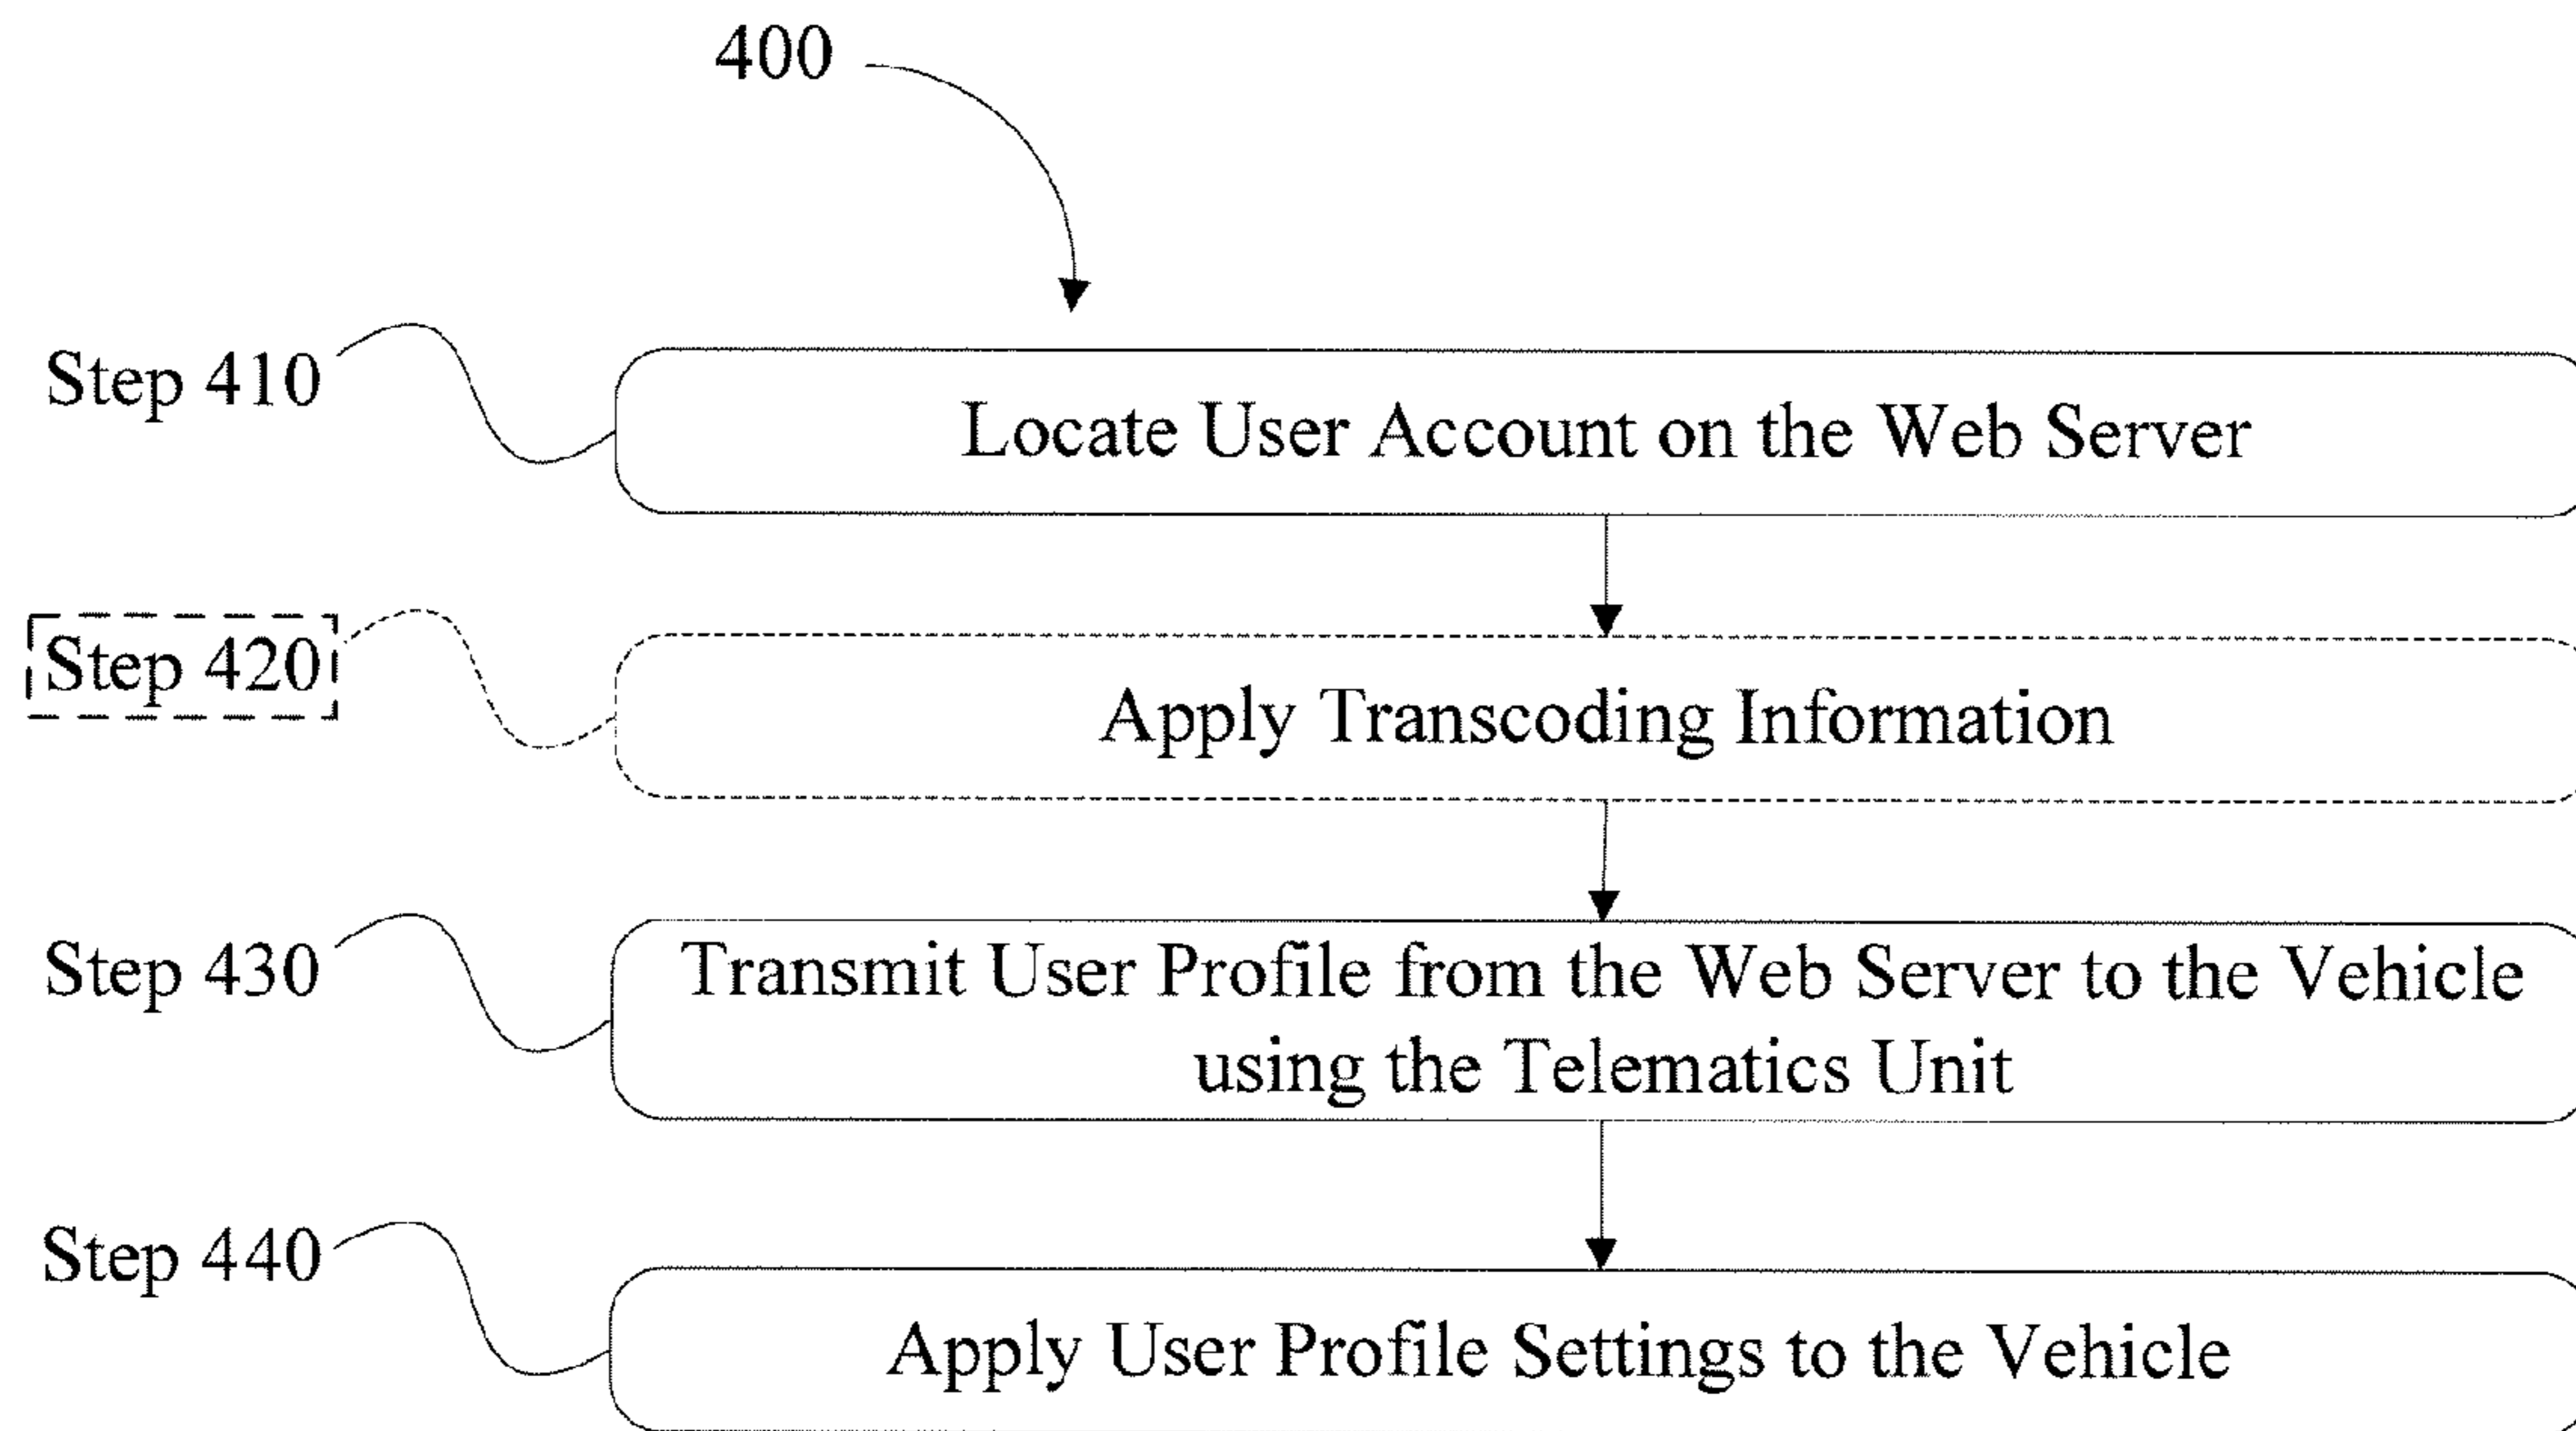 400
Step 410
Locate User Account on the Web Server
Step 420
Apply Transcoding Information
Step 430
Transmit User Profile from the Web Server to the Vehicle
using the Telematics Unit
Step 440
Apply User Profile Settings to the Vehicle